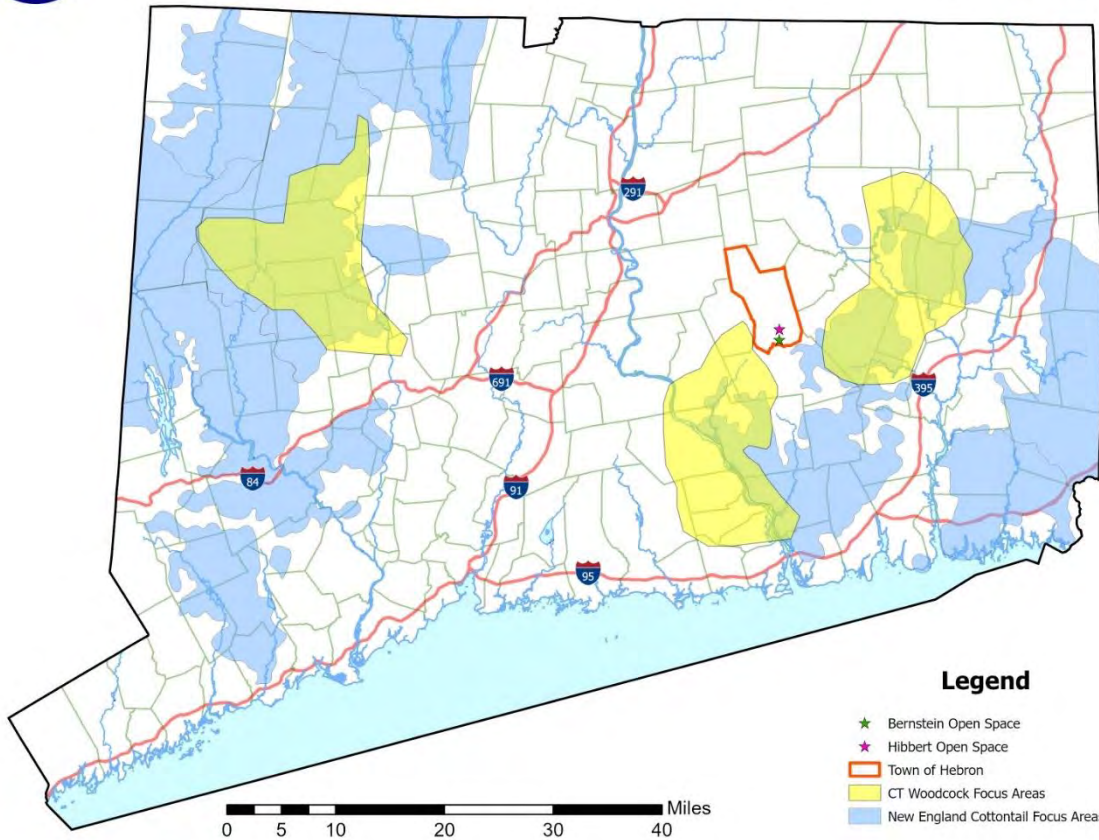 291
691
395
84
91
95
Legend
Bernstein Open Space
Hibbert Open Space
Town of Hebron
CT Woodcock Focus Areas
New England Cottontail Focus Area
Miles
0 5 10 20 30 40